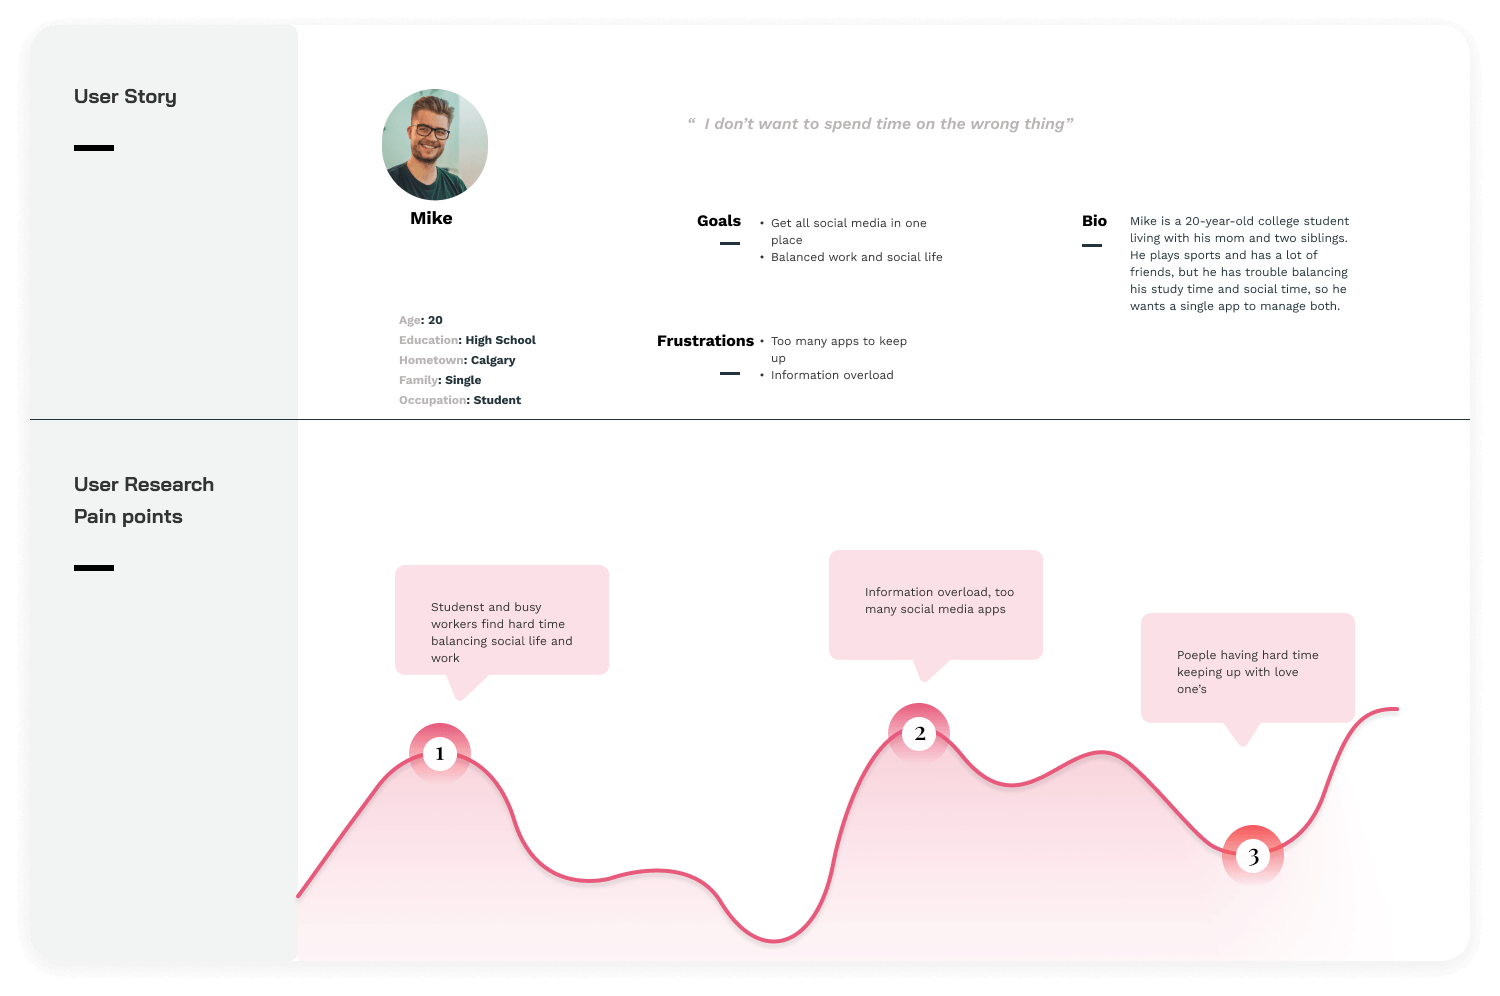 User Story
“  I don’t want to spend time on the wrong thing”
Mike
Goals
• Get all social media in one
place
• Balanced work and social life
Bio
Mike is a 20-year-old college student
living with his mom and two siblings.
He plays sports and has a lot of
friends, but he has trouble balancing
his study time and social time, so he
wants a single app to manage both.
Age: 20
Education: High School
Hometown: Calgary
Family: Single
Occupation: Student
Frustrations
• Too many apps to keep
up
• Information overload
User Research
Pain points
Studenst and busy
workers find hard time
balancing social life and
work
Information overload, too
many social media apps
Poeple having hard time
keeping up with love
one’s
1
2
3